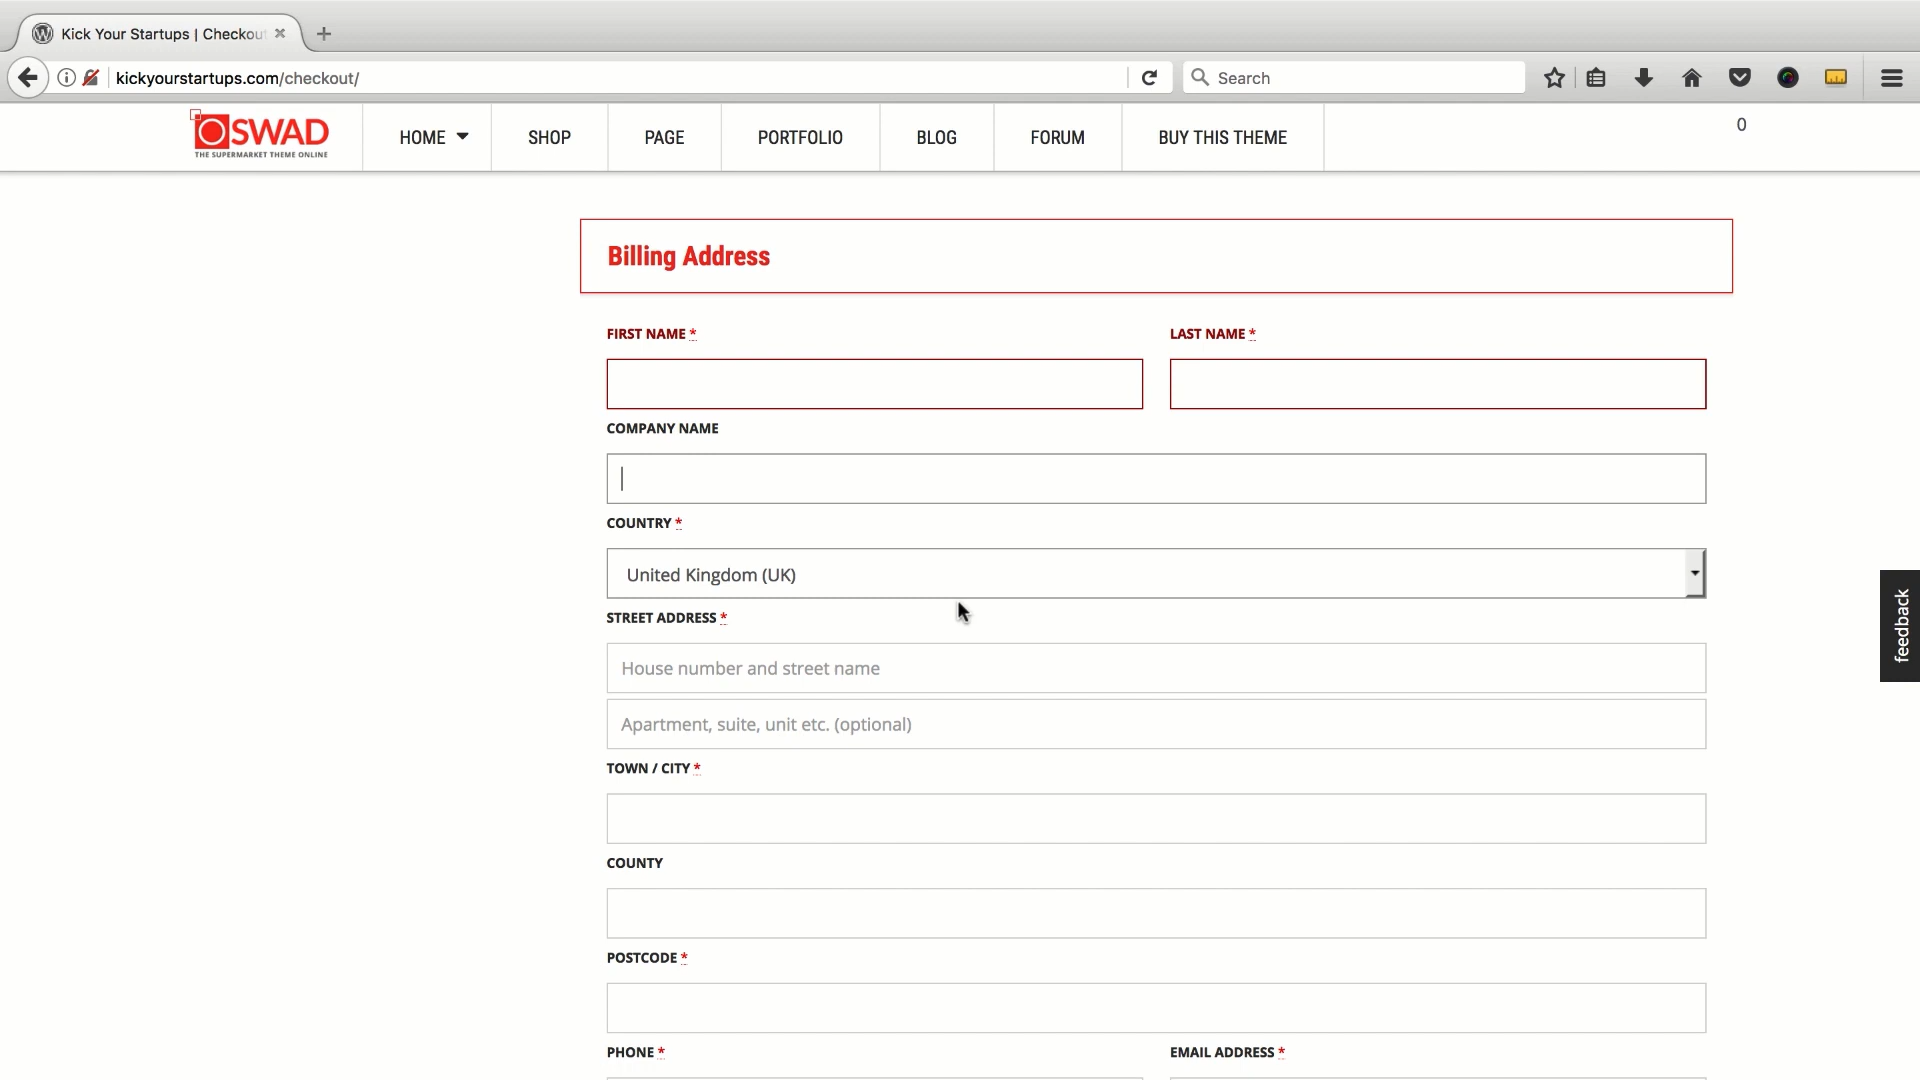 Kick Your Startups | Checkou
kickyourstartups.com/checkout/
Search
SWAD
THE SUPERMARKET THEME ONLINE
HOME
SHOP
PAGE
PORTFOLIO
BLOG
FORUM
BUY THIS THEME
0
Billing Address
FIRST NAME *
LAST NAME *
COMPANY NAME
COUNTRY *
United Kingdom (UK)
STREET ADDRESS *
House number and street name
Apartment, suite, unit etc. (optional)
feedback
TOWN / CITY *
COUNTY
POSTCODE *
PHONE *
EMAIL ADDRESS *